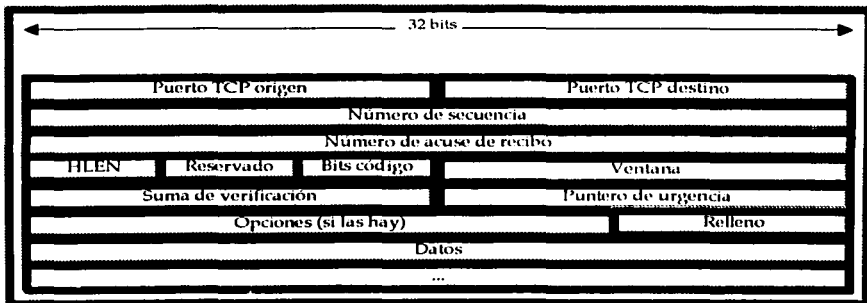 32 bits
Puerto TCP origen Puerto TCP destino
Número de secuencia
Número de acuse de recibo
HLEN Reservado Bits código Ventana
Suma de verificación Puntero de urgencia
Opciones (si las hay) Relleno
Datos
...